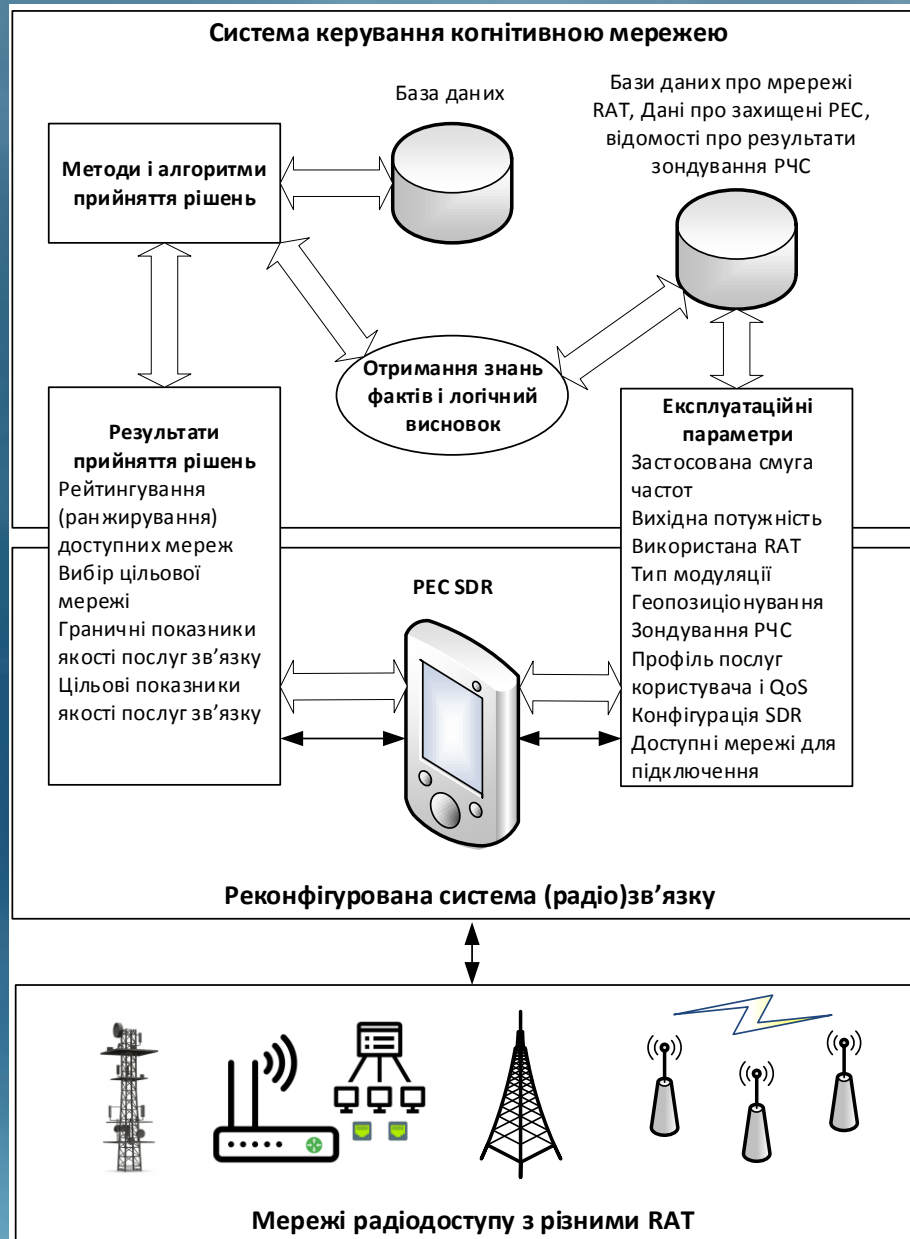 Система керування когнітивною мережею
База даних
Бази даних про мрережі
RAT, Дані про захищені РЕС,
відомості про результати
зондування РЧС
Методи і алгоритми
прийняття рішень
Отримання знань
фактів і логічний
висновок
Результати
прийняття рішень
Рейтингування
(ранжирування)
доступних мереж
Вибір цільової
мережі
Граничні показники
якості послуг зв’язку
Цільові показники
якості послуг зв’язку
Експлуатаційні
параметри
Застосована смуга
частот
Вихідна потужність
Використана RAT
Тип модуляції
Геопозиціонування
Зондування РЧС
Профіль послуг
користувача і QoS
Конфігурація SDR
Доступні мережі для
підключення
РЕС SDR
Реконфігурована система (радіо)зв’язку
Мережі радіодоступу з різними RAT